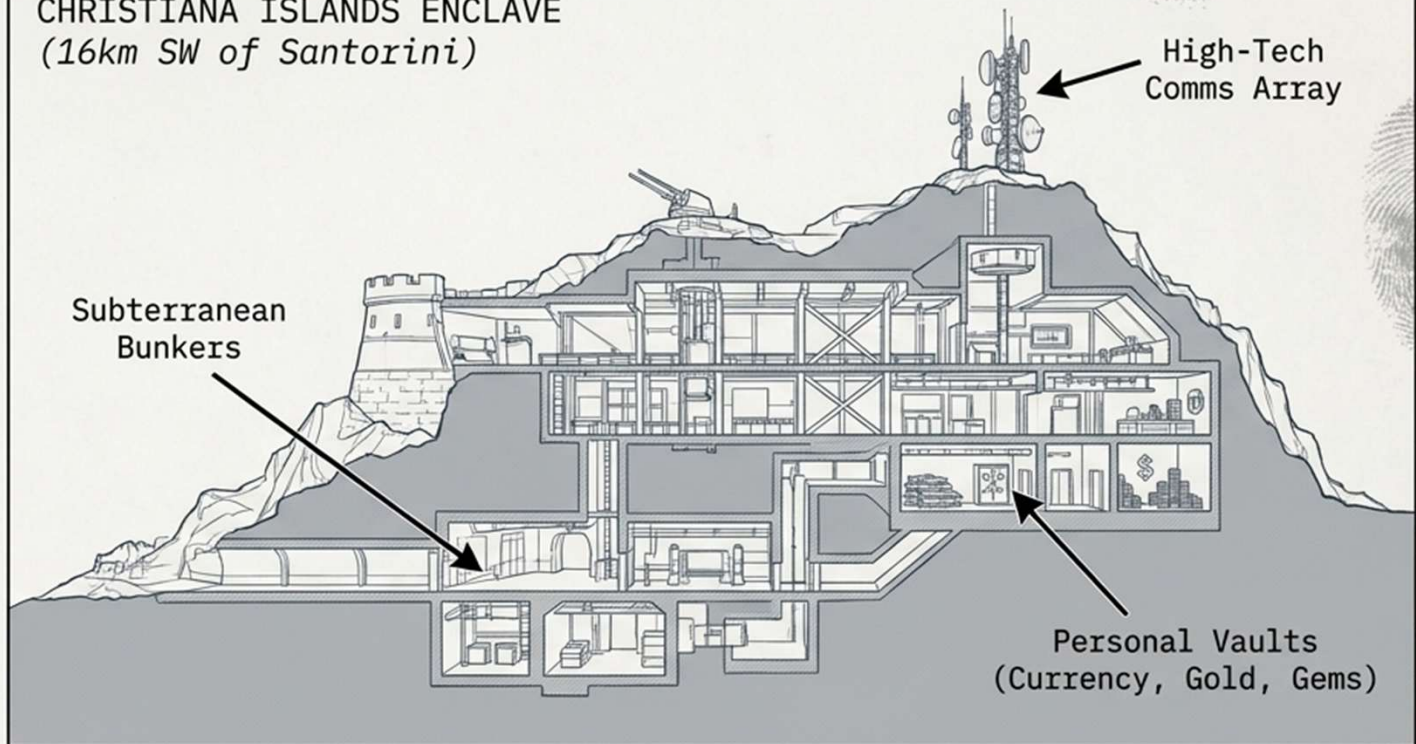 CHRISTIANA ISLANDS ENCLAVE
(16km SW of Santorini)
High-Tech
Comms Array
Subterranean
Bunkers
$
Personal Vaults
(Currency, Gold, Gems)